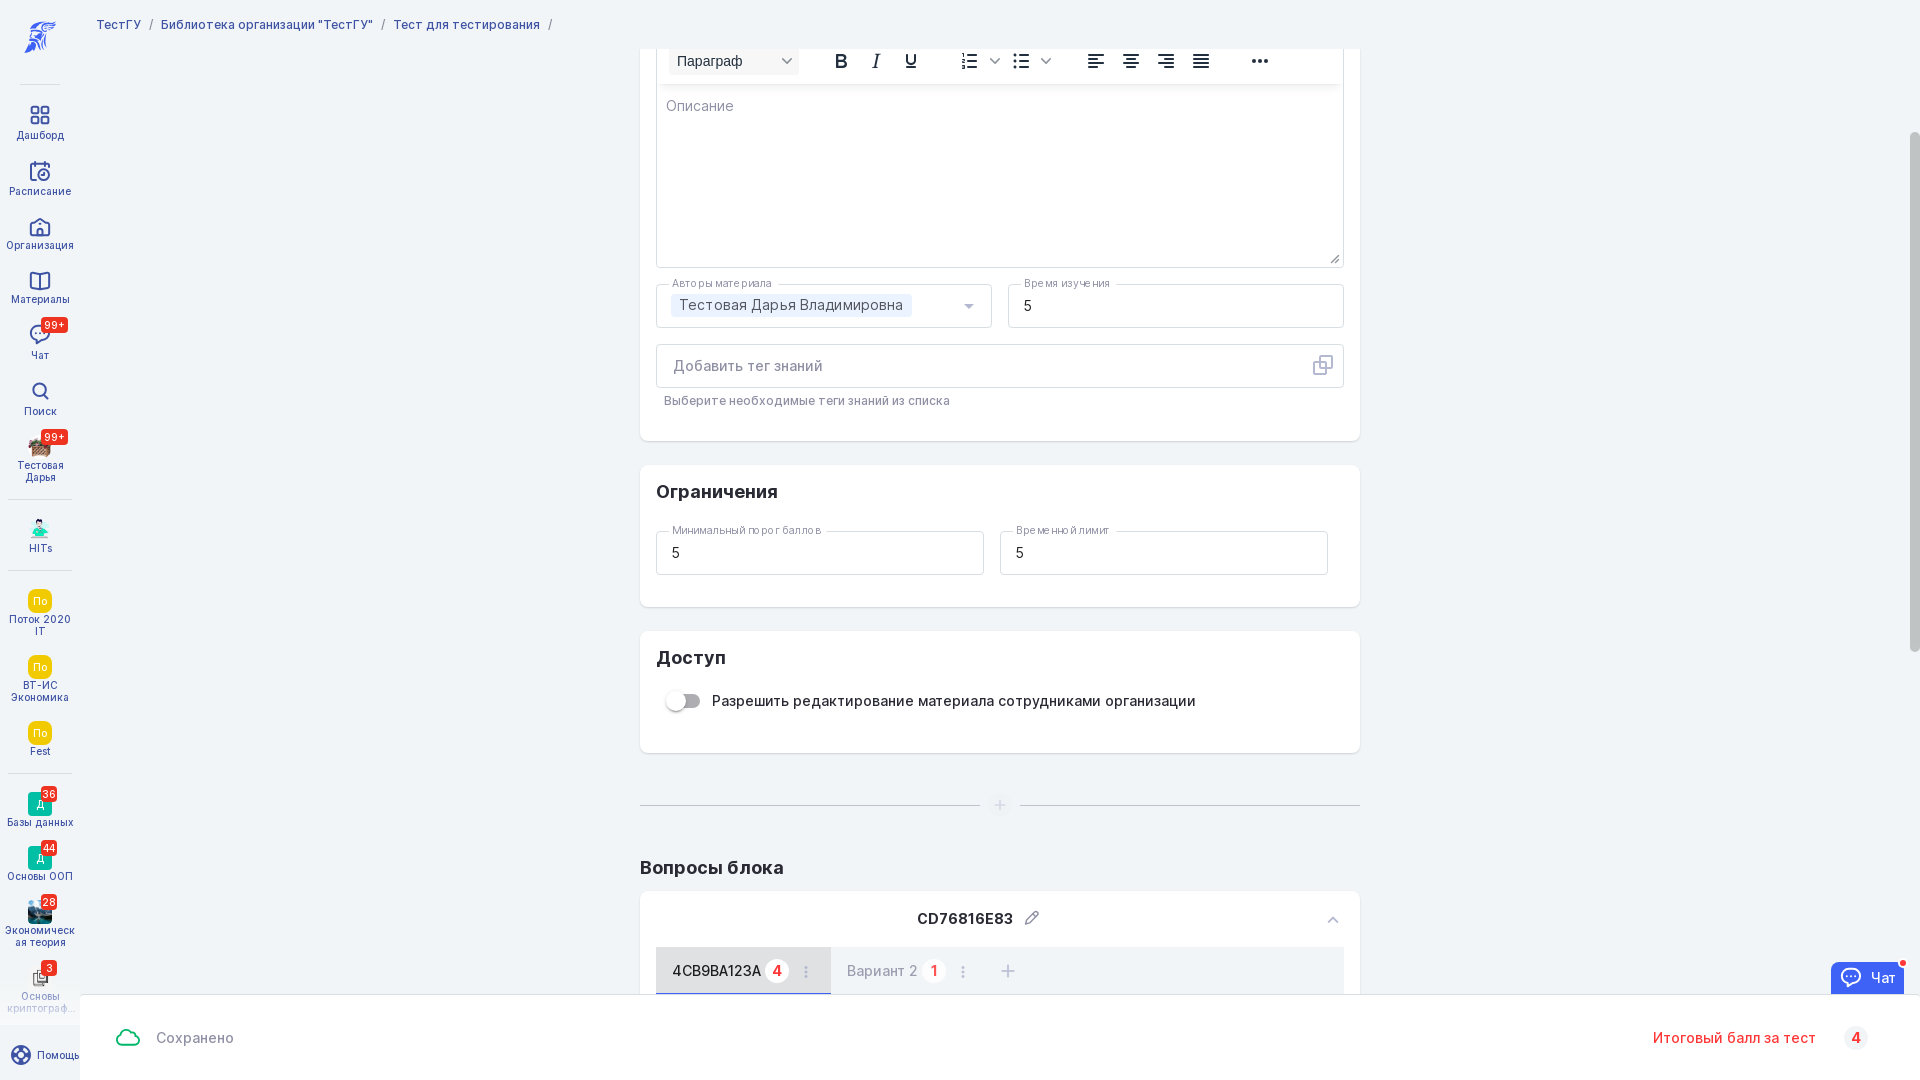 ТестГУ / Библиотека организации "ТестГУ" / Тест для тестирования /
Дашборд
Расписание
Организация
Материалы
99+
Чат
Поиск
99+
Тестовая
Дарья
HITs
По
Поток 2020
IT
По
ВТ-ИС
Экономика
По
Fest
36
Д
Базы данных
44
Д
Основы ООП
28
Экономическ
ая теория
3
Основы
криптограф...
Помощь
Параграф
Описание
Авторы материала
Тестовая Дарья Владимировна
Время изучения
5
Добавить тег знаний
Выберите необходимые теги знаний из списка
Ограничения
Минимальный порог баллов
5
Временной лимит
5
Доступ
Разрешить редактирование материала сотрудниками организации
Вопросы блока
CD76816E83
4CB9BA123A 4
Вариант 2 1
Чат
Сохранено
Итоговый балл за тест 4